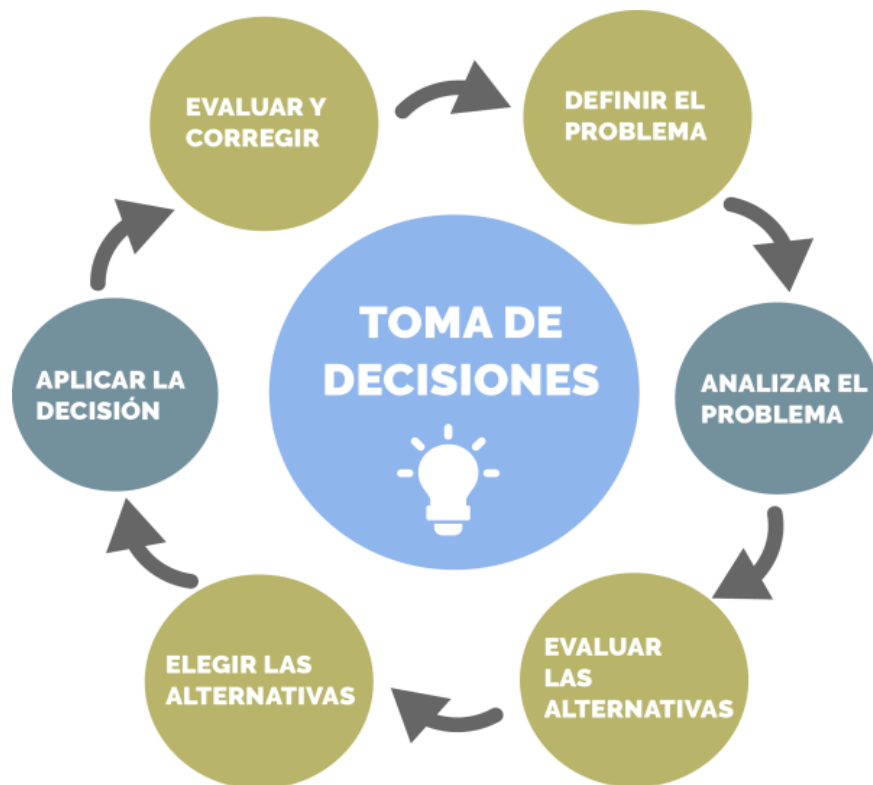 TOMA DE
DECISIONES
DEFINIR EL
PROBLEMA
ANALIZAR EL
PROBLEMA
EVALUAR
LAS
ALTERNATIVAS
ELEGIR LAS
ALTERNATIVAS
APLICAR LA
DECISIÓN
EVALUAR Y
CORREGIR